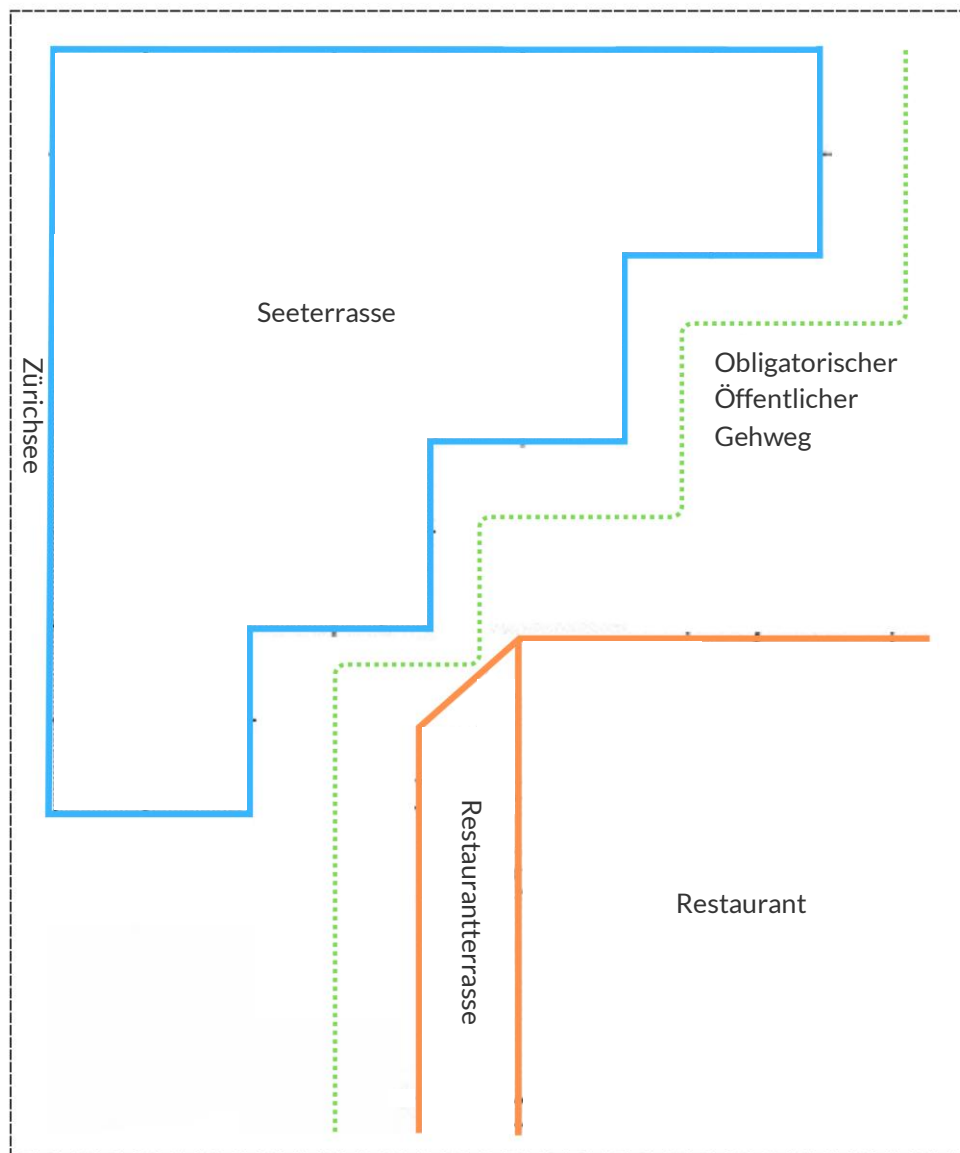 Seeterrasse
Zürichsee
Obligatorischer
Öffentlicher
Gehweg
Restaurantterrasse
Restaurant